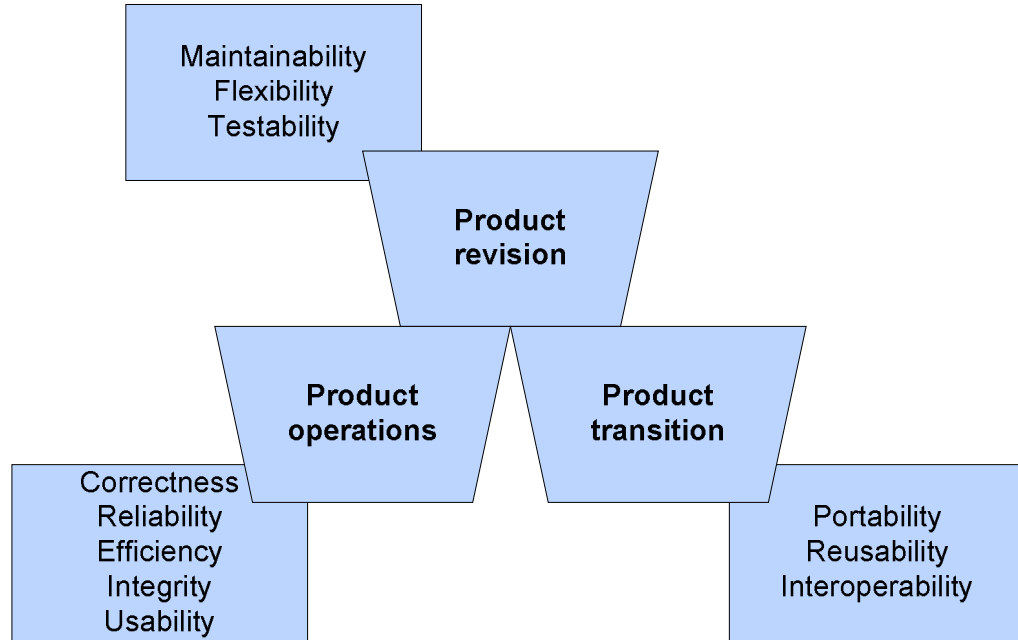 Maintainability
Flexibility
Testability
Product
revision
Product
operations
Product
transition
Correctness
Reliability
Efficiency
Integrity
Usability
Portability
Reusability
Interoperability